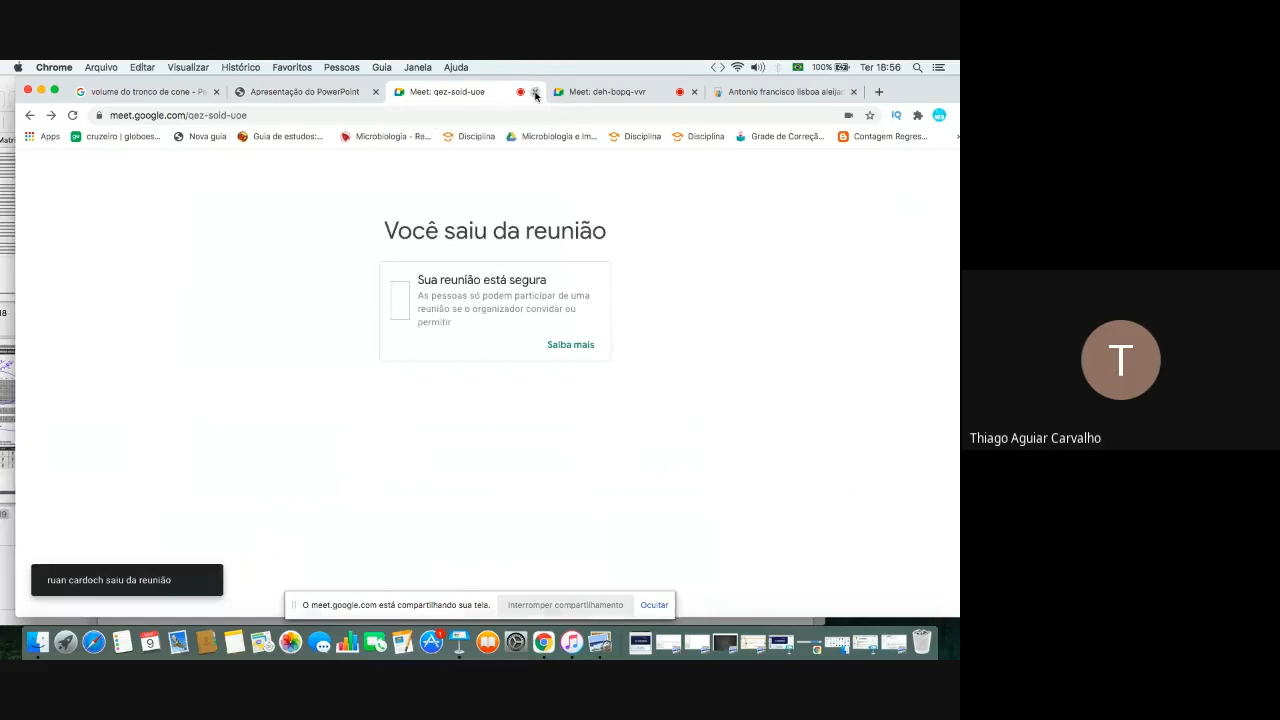 Chrome Arquivo Editar Visualizar Histórico Favoritos Pessoas Guia Janela Ajuda 100% Ter 18:56
volume do tronco de cone - Pe Apresentação do PowerPoint Meet: qez-soid-uoe Meet: deh-bopq-vvr Antonio francisco lisboa aleijad
meet.google.com/qez-soid-uoe IQ
Apps cruzeiro | globoes... Nova guia Guia de estudos:... Microbiologia - Re... Disciplina Microbiologia e Im... Disciplina Disciplina Grade de Correçã... Contagem Regres...
Você saiu da reunião
Sua reunião está segura
As pessoas só podem participar de uma
reunião se o organizador convidar ou
permitir
Saiba mais
T
Thiago Aguiar Carvalho
ruan cardoch saiu da reunião
O meet.google.com está compartilhando sua tela. Interromper compartilhamento Ocultar